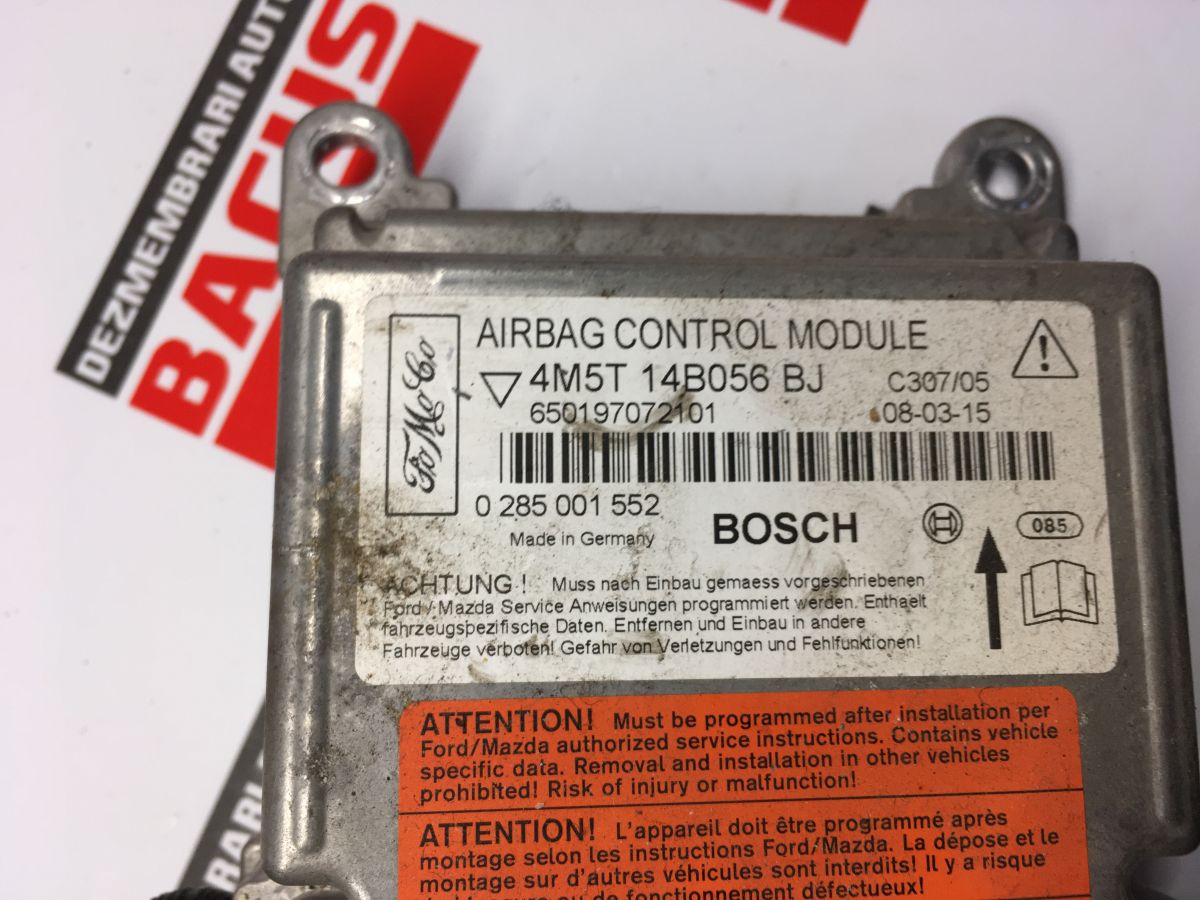 DEZMEMBRARI AUTO
BACUS
FoMoCo
AIRBAG CONTROL MODULE
4M5T 14B056 BJ C307/05
650197072101 08-03-15
0 285 001 552
Made in Germany
BOSCH
085
ACHTUNG ! Muss nach Einbau gemaess vorgeschriebenen
Ford / Mazda Service Anweisungen programmiert werden. Enthaelt
fahrzeugspezifische Daten. Entfernen und Einbau in andere
Fahrzeuge verboten! Gefahr von Verletzungen und Fehlfunktionen!
ATTENTION! Must be programmed after installation per
Ford/Mazda authorized service instructions. Contains vehicle
specific data. Removal and installation in other vehicles
prohibited! Risk of injury or malfunction!
ATTENTION! L'appareil doit être programmé après
montage selon les instructions Ford/Mazda. La dépose et le
montage sur d'autres véhicules sont interdits! Il y a risque
ou de fonctionnement défectueux!